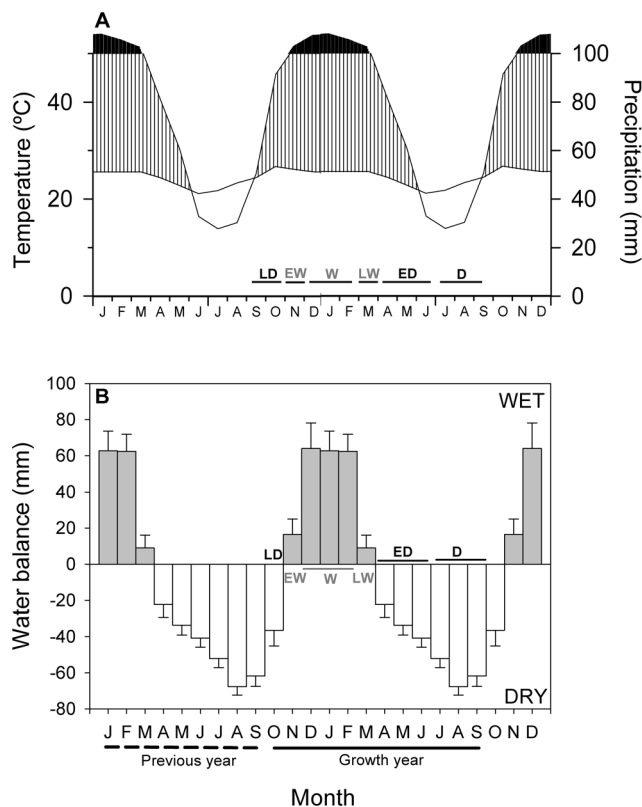 A
Temperature (ºC)
40
20
0
100
80
60
40
20
0
Precipitation (mm)
LD EW W LW ED D
J F M A M J J A S O N D J F M A M J J A S O N D
B
WET
Water balance (mm)
100
80
60
40
20
0
-20
-40
-60
-80
LD ED D
EW W LW
DRY
J F M A M J J A S O N D J F M A M J J A S O N D
Previous year Growth year
Month